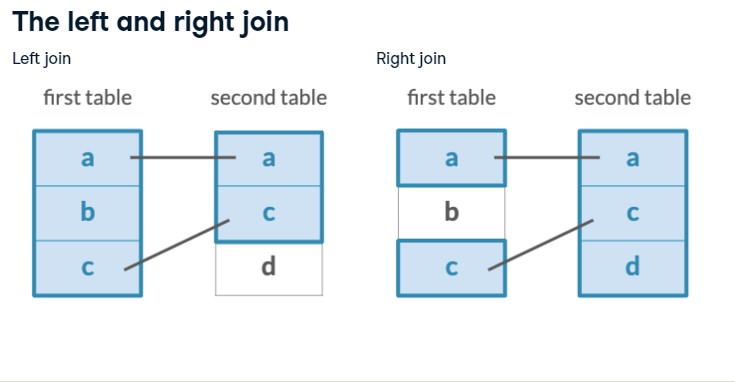 The left and right join
Left join
Right join
first table
second table
first table
second table
a
a
b
c
c
d
a
a
b
c
c
d